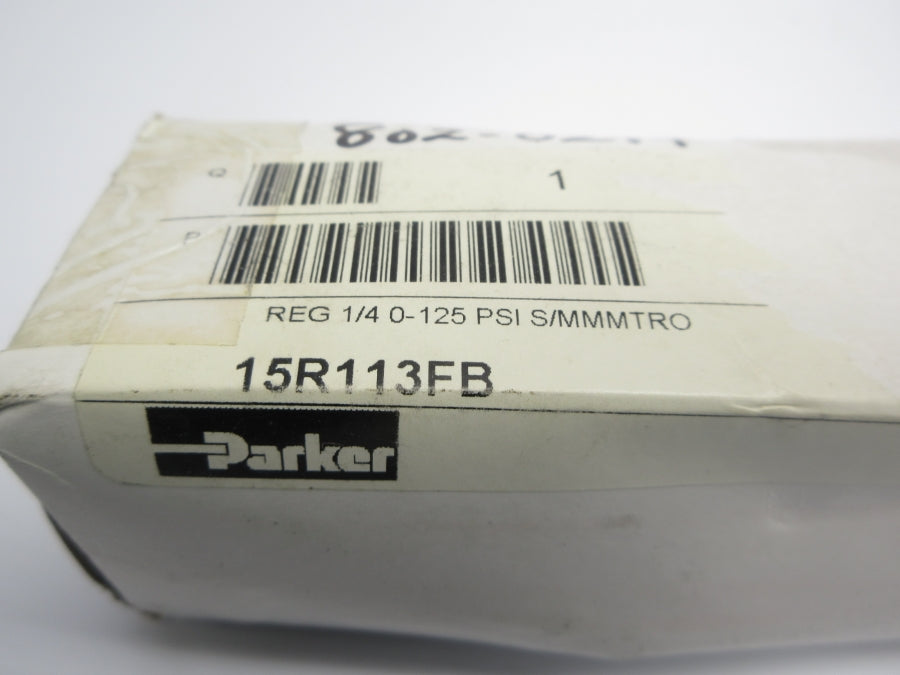 Q 1
P
REG 1/4 0-125 PSI S/MMMTRO
15R113FB
Parker